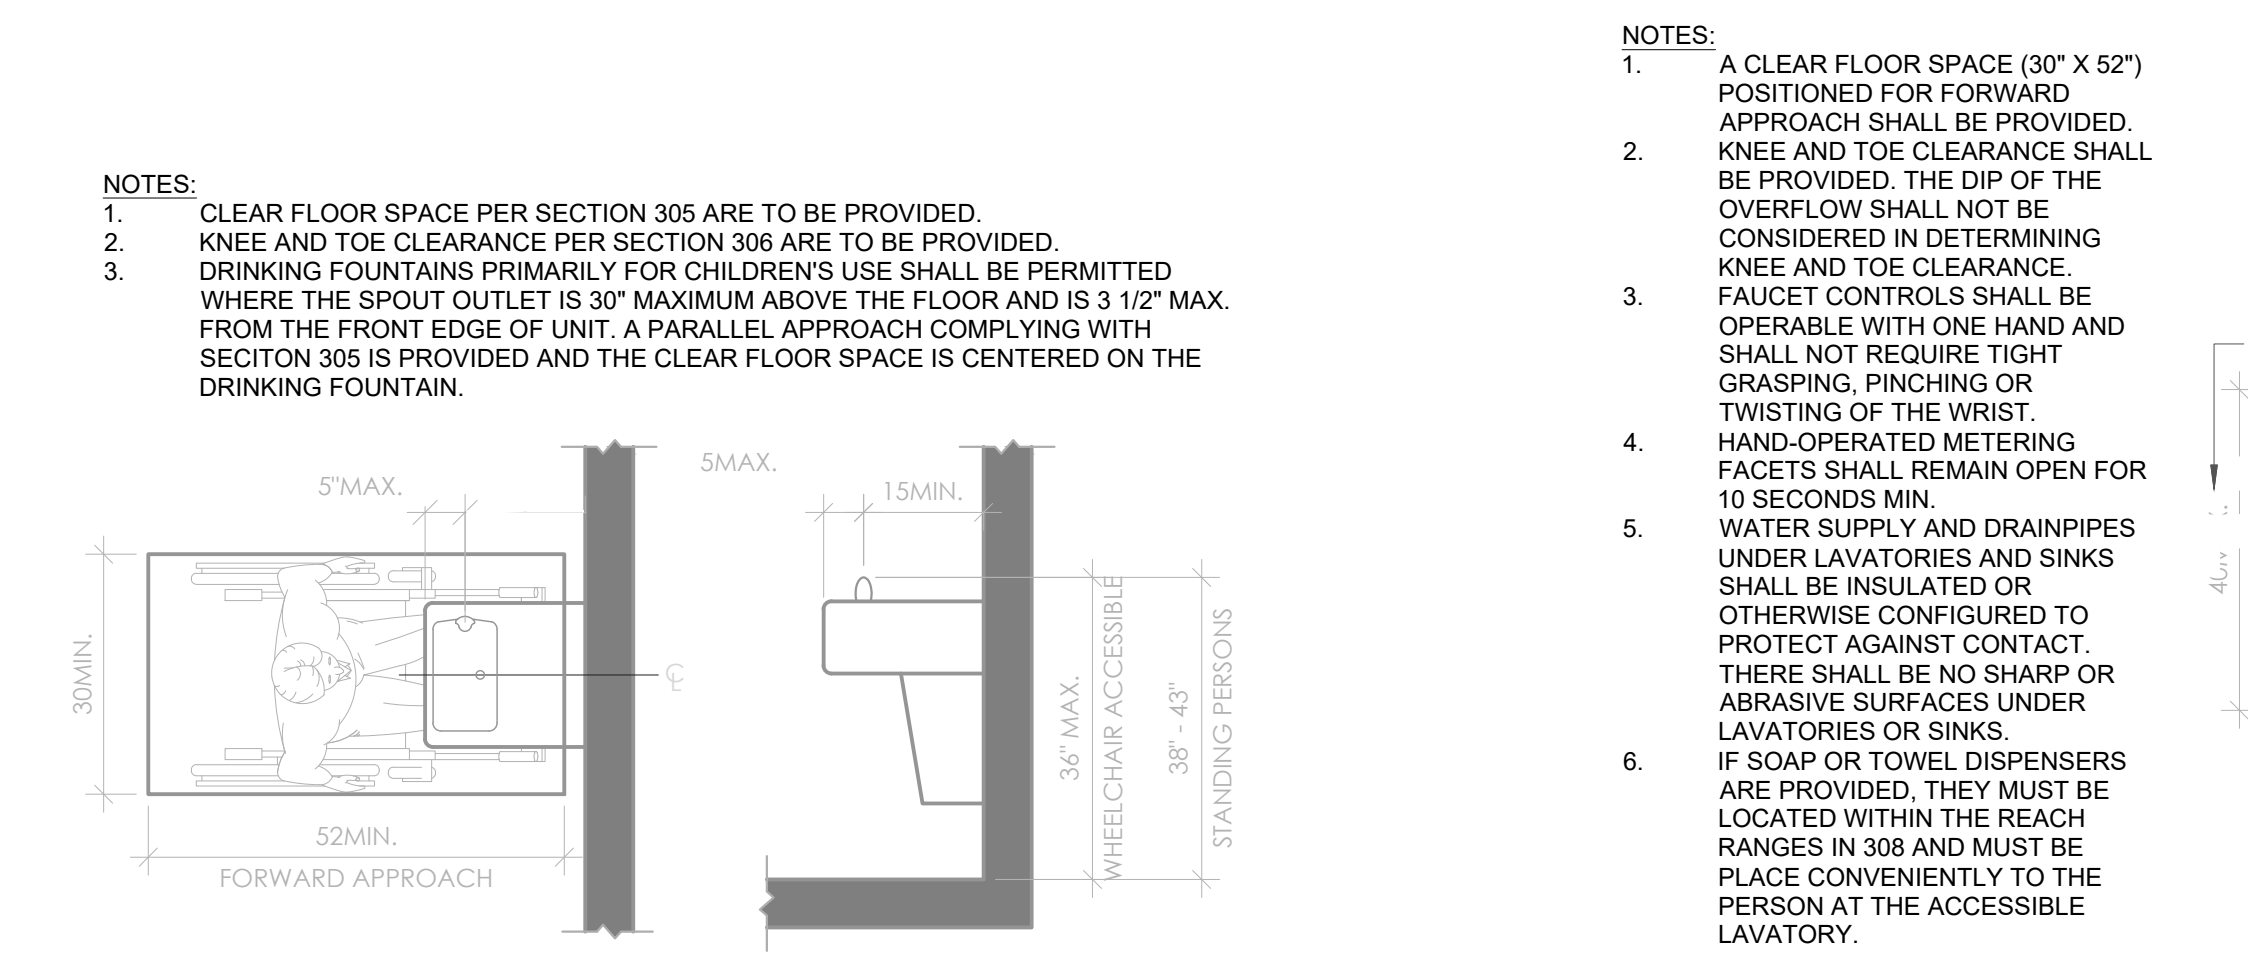 NOTES:
1. CLEAR FLOOR SPACE PER SECTION 305 ARE TO BE PROVIDED.
2. KNEE AND TOE CLEARANCE PER SECTION 306 ARE TO BE PROVIDED.
3. DRINKING FOUNTAINS PRIMARILY FOR CHILDREN'S USE SHALL BE PERMITTED
WHERE THE SPOUT OUTLET IS 30" MAXIMUM ABOVE THE FLOOR AND IS 3 1/2" MAX.
FROM THE FRONT EDGE OF UNIT. A PARALLEL APPROACH COMPLYING WITH
SECITON 305 IS PROVIDED AND THE CLEAR FLOOR SPACE IS CENTERED ON THE
DRINKING FOUNTAIN.
5"MAX.
30MIN.
52MIN.
FORWARD APPROACH
CL
5MAX.
15MIN.
36" MAX.
WHEELCHAIR ACCESSIBLE
38" - 43"
STANDING PERSONS
NOTES:
1. A CLEAR FLOOR SPACE (30" X 52")
POSITIONED FOR FORWARD
APPROACH SHALL BE PROVIDED.
2. KNEE AND TOE CLEARANCE SHALL
BE PROVIDED. THE DIP OF THE
OVERFLOW SHALL NOT BE
CONSIDERED IN DETERMINING
KNEE AND TOE CLEARANCE.
3. FAUCET CONTROLS SHALL BE
OPERABLE WITH ONE HAND AND
SHALL NOT REQUIRE TIGHT
GRASPING, PINCHING OR
TWISTING OF THE WRIST.
4. HAND-OPERATED METERING
FACETS SHALL REMAIN OPEN FOR
10 SECONDS MIN.
5. WATER SUPPLY AND DRAINPIPES
UNDER LAVATORIES AND SINKS
SHALL BE INSULATED OR
OTHERWISE CONFIGURED TO
PROTECT AGAINST CONTACT.
THERE SHALL BE NO SHARP OR
ABRASIVE SURFACES UNDER
LAVATORIES OR SINKS.
6. IF SOAP OR TOWEL DISPENSERS
ARE PROVIDED, THEY MUST BE
LOCATED WITHIN THE REACH
RANGES IN 308 AND MUST BE
PLACE CONVENIENTLY TO THE
PERSON AT THE ACCESSIBLE
LAVATORY.